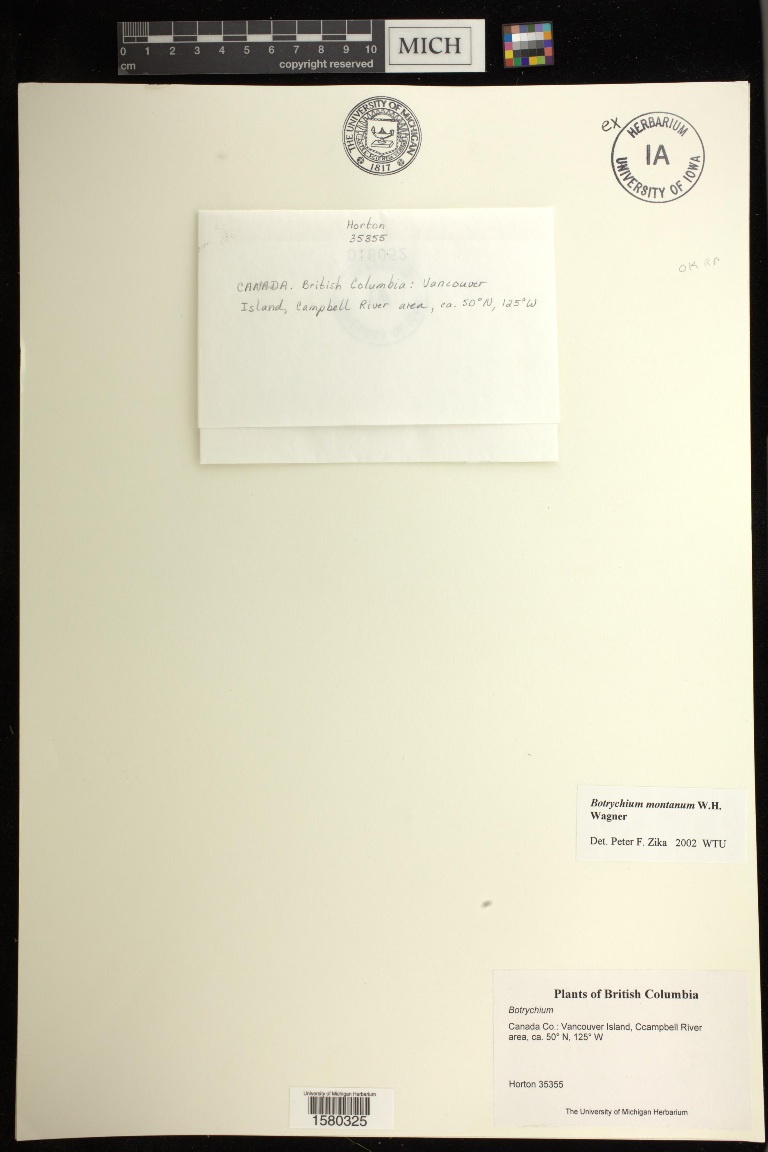 0 1 2 3 4 5 6 7 8 9 10
cm
copyright reserved
MICH
THE UNIVERSITY OF MICHIGAN
1817
ex
HERBARIUM
IA
UNIVERSITY OF IOWA
OK
Horton
35355
CANADA. British Columbia: Vancouver
Island, Campbell River area, ca. 50°N, 125°W
Botrychium montanum W.H.
Wagner
Det. Peter F. Zika 2002 WTU
Plants of British Columbia
Botrychium
Canada Co.: Vancouver Island, Ccampbell River
area, ca. 50° N, 125° W
Horton 35355
The University of Michigan Herbarium
University of Michigan Herbarium
1580325